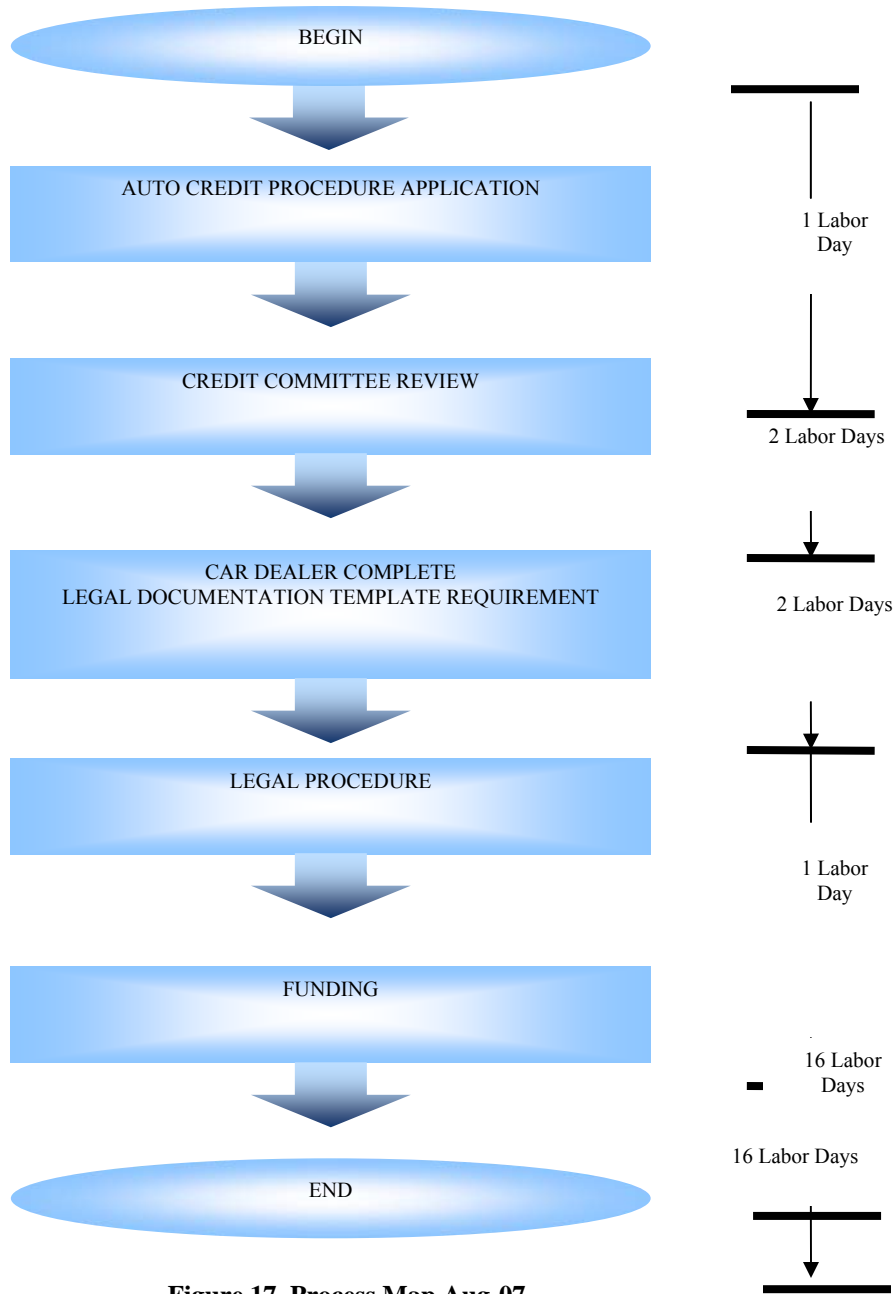 BEGIN
AUTO CREDIT PROCEDURE APPLICATION
1 Labor
Day
CREDIT COMMITTEE REVIEW
2 Labor Days
CAR DEALER COMPLETE
LEGAL DOCUMENTATION TEMPLATE REQUIREMENT
2 Labor Days
LEGAL PROCEDURE
1 Labor
Day
FUNDING
16 Labor
Days
16 Labor Days
END
Figure 17. Process Map Aug-07